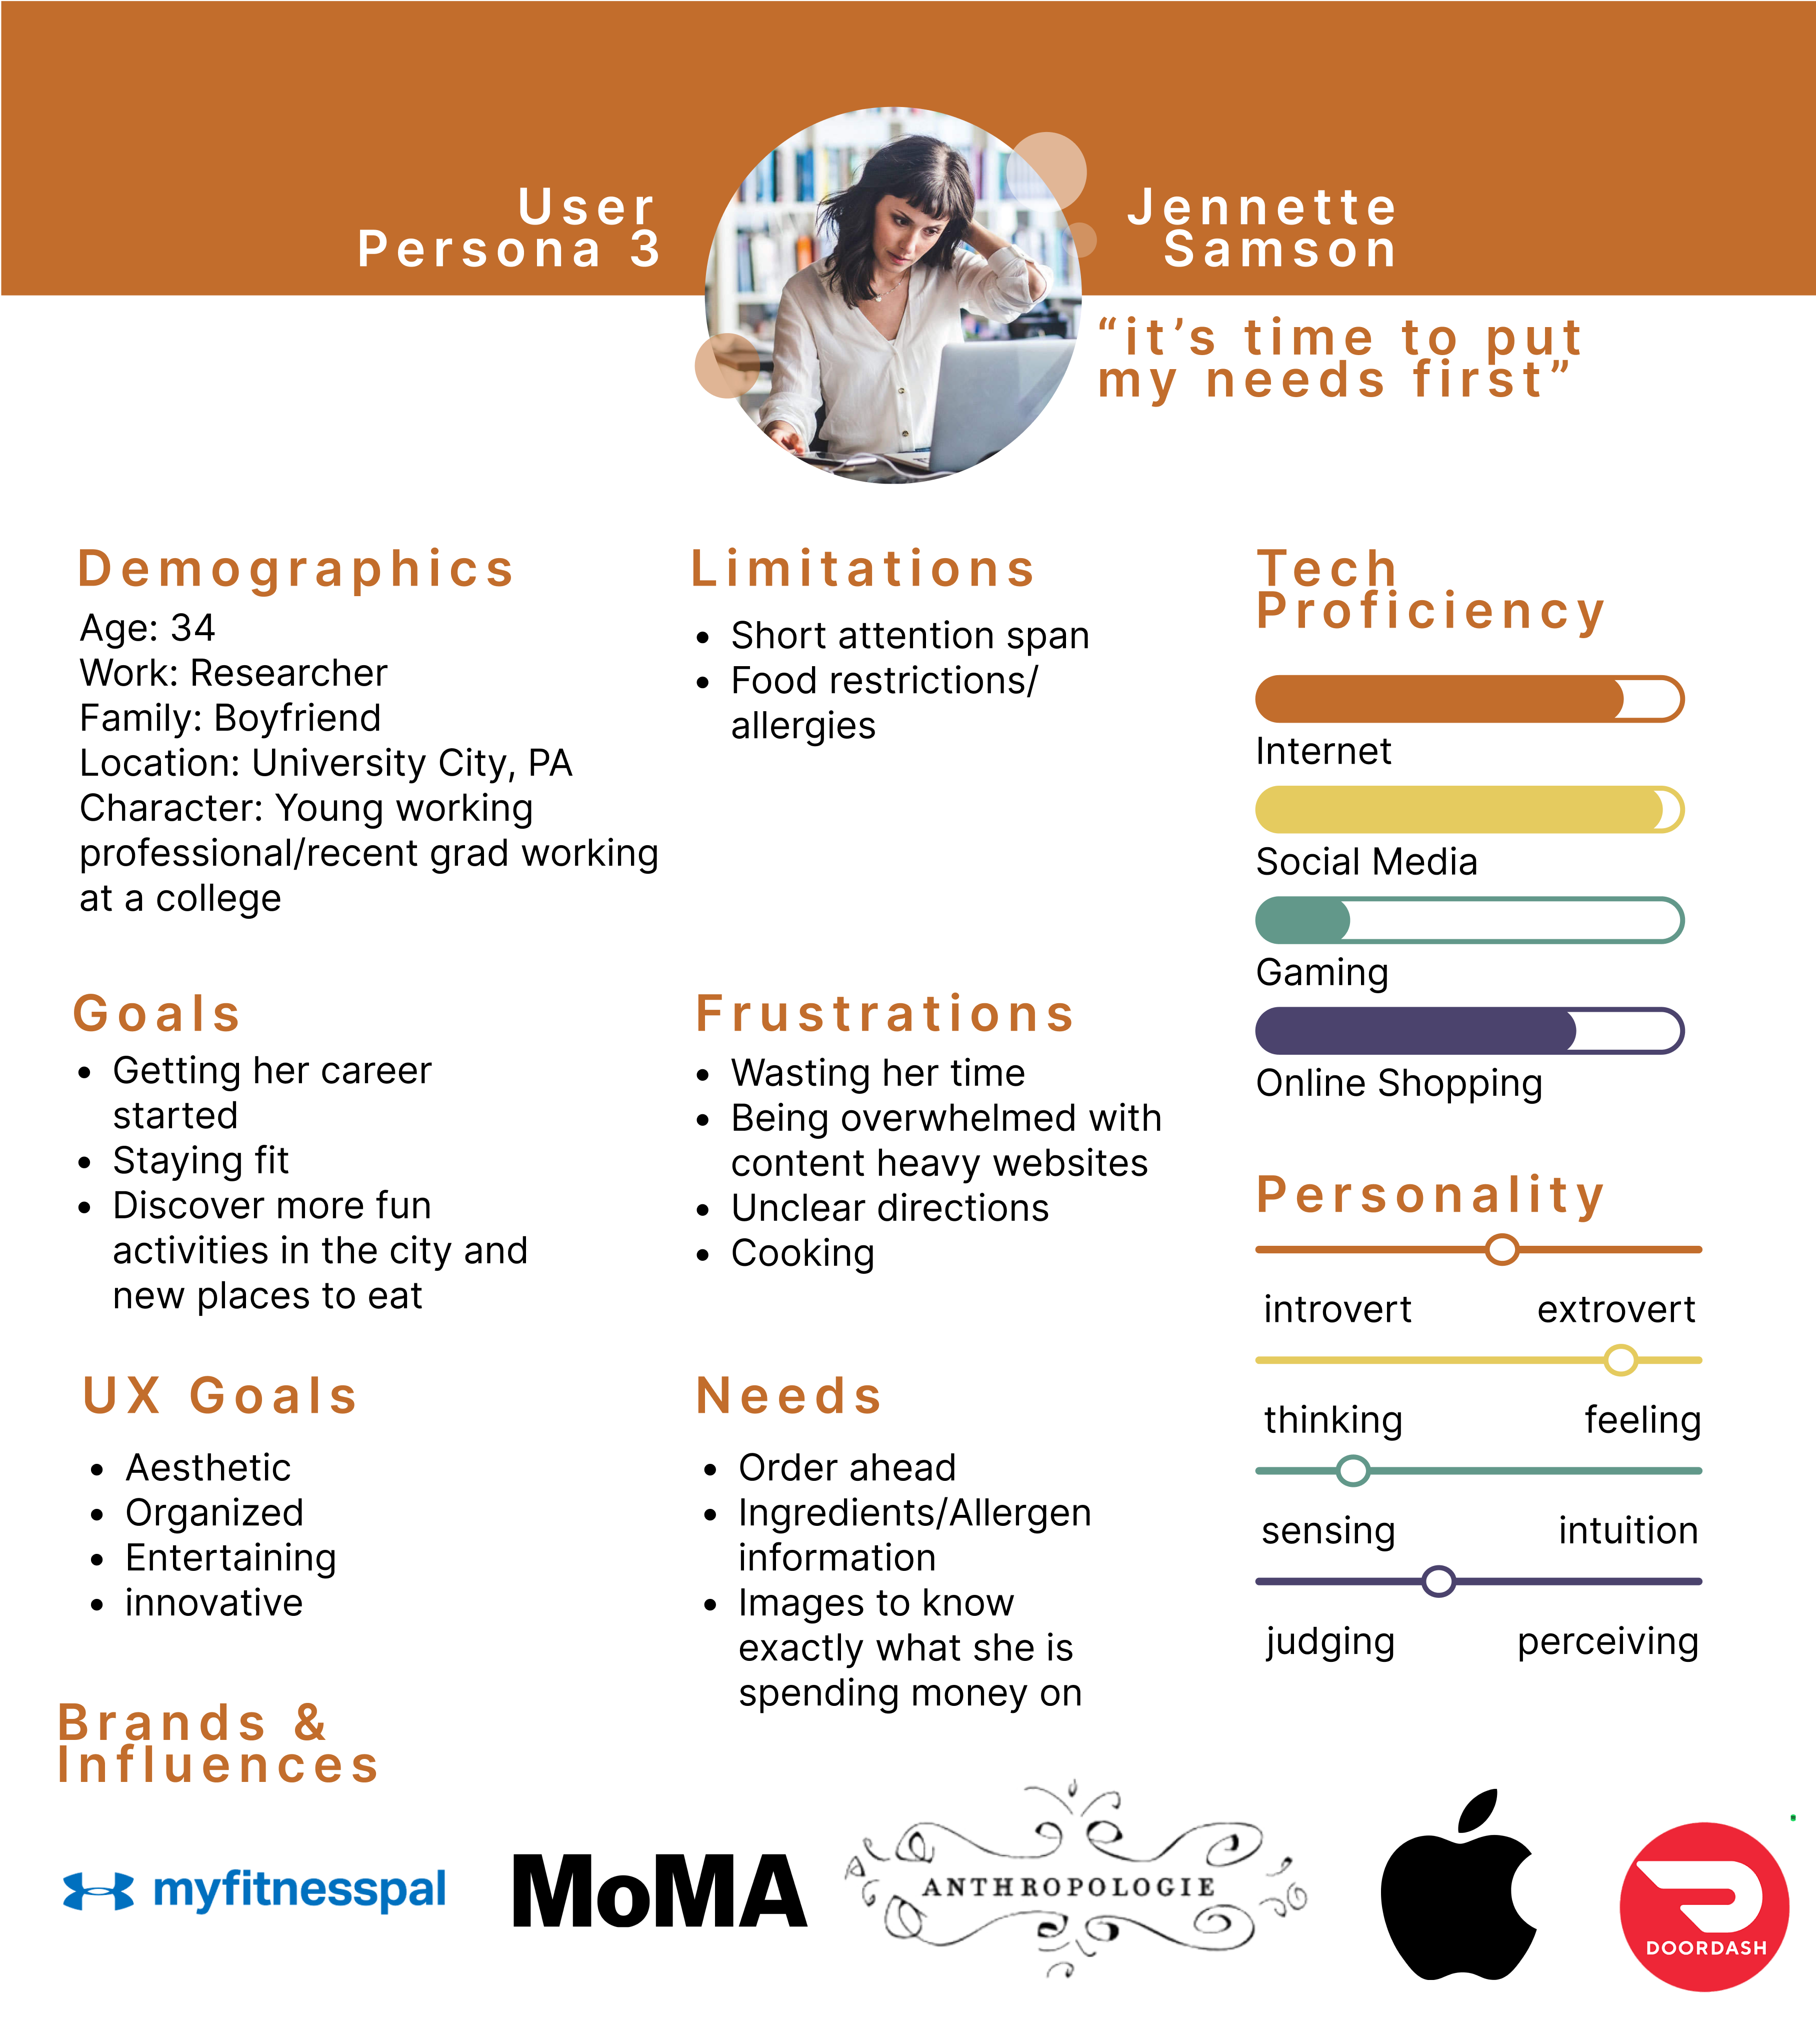 User
Persona 3
Jennette
Samson
“it’s time to put
my needs first”
Demographics
Age: 34
Work: Researcher
Family: Boyfriend
Location: University City, PA
Character: Young working
professional/recent grad working
at a college
Limitations
• Short attention span
• Food restrictions/
allergies
Tech
Proficiency
Internet
Social Media
Gaming
Online Shopping
Goals
• Getting her career
started
• Staying fit
• Discover more fun
activities in the city and
new places to eat
Frustrations
• Wasting her time
• Being overwhelmed with
content heavy websites
• Unclear directions
• Cooking
Personality
introvert extrovert
thinking feeling
sensing intuition
judging perceiving
UX Goals
• Aesthetic
• Organized
• Entertaining
• innovative
Needs
• Order ahead
• Ingredients/Allergen
information
• Images to know
exactly what she is
spending money on
Brands &
Influences
myfitnesspal
MoMA
ANTHROPOLOGIE
DOORDASH